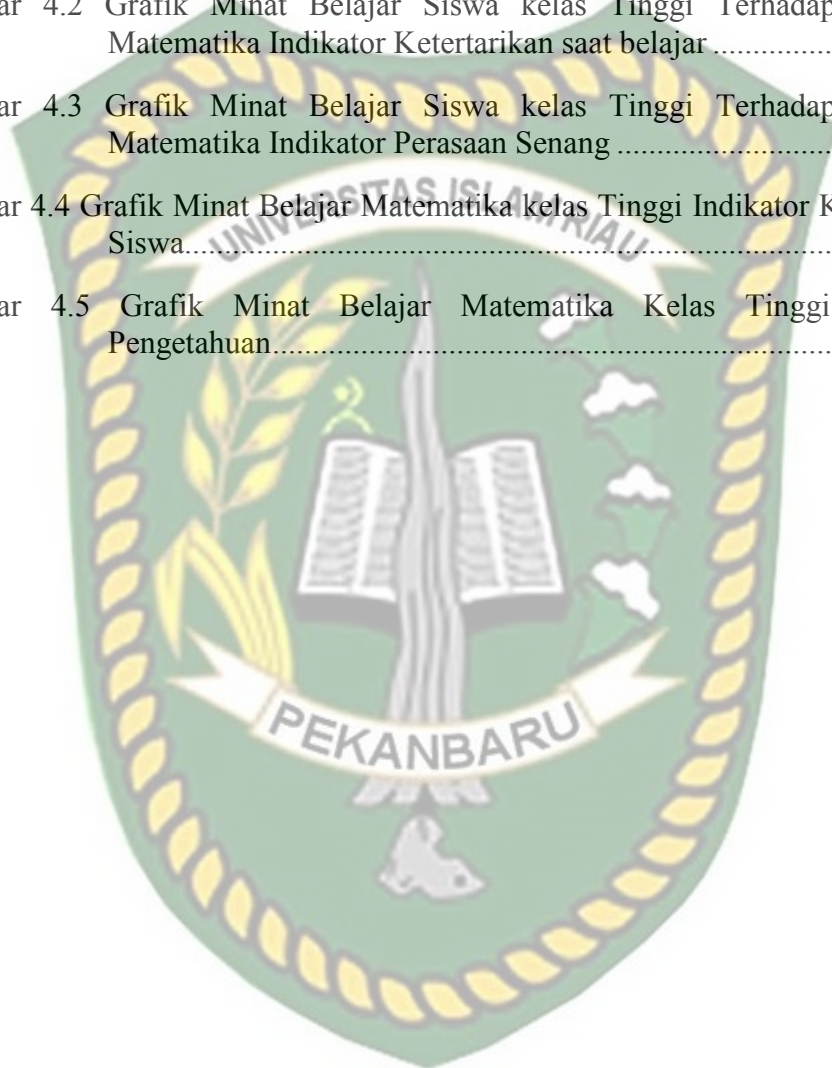 ar 4.2 Grafik Minat Belajar Siswa kelas Tinggi Terhadap
Matematika Indikator Ketertarikan saat belajar ..................
ar 4.3 Grafik Minat Belajar Siswa kelas Tinggi Terhadap
Matematika Indikator Perasaan Senang ............................
ar 4.4 Grafik Minat Belajar Matematika kelas Tinggi Indikator K
Siswa...................................................................................
ar 4.5 Grafik Minat Belajar Matematika Kelas Tinggi
Pengetahuan........................................................................
UNIVERSITAS ISLAM RIAU
PEKANBARU